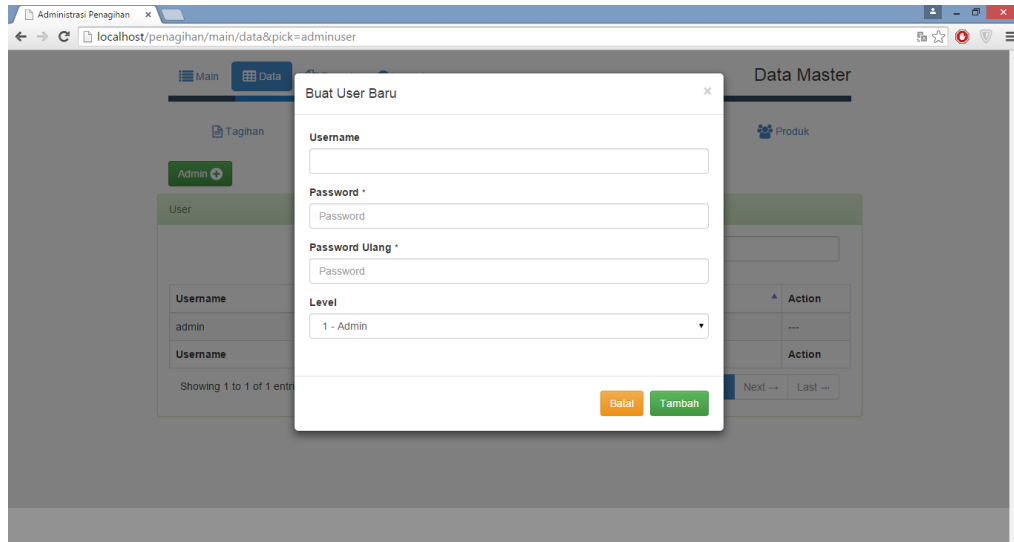 Administrasi Penagihan
localhost/penagihan/main/data&pick=adminuser
Main
Data
Data Master
Tagihan
Produk
Admin
User
Buat User Baru
×
Username
Password *
Password
Password Ulang *
Password
Level
1 - Admin
Batal
Tambah
Username
Action
admin
---
Username
Action
Showing 1 to 1 of 1
Next →
Last →